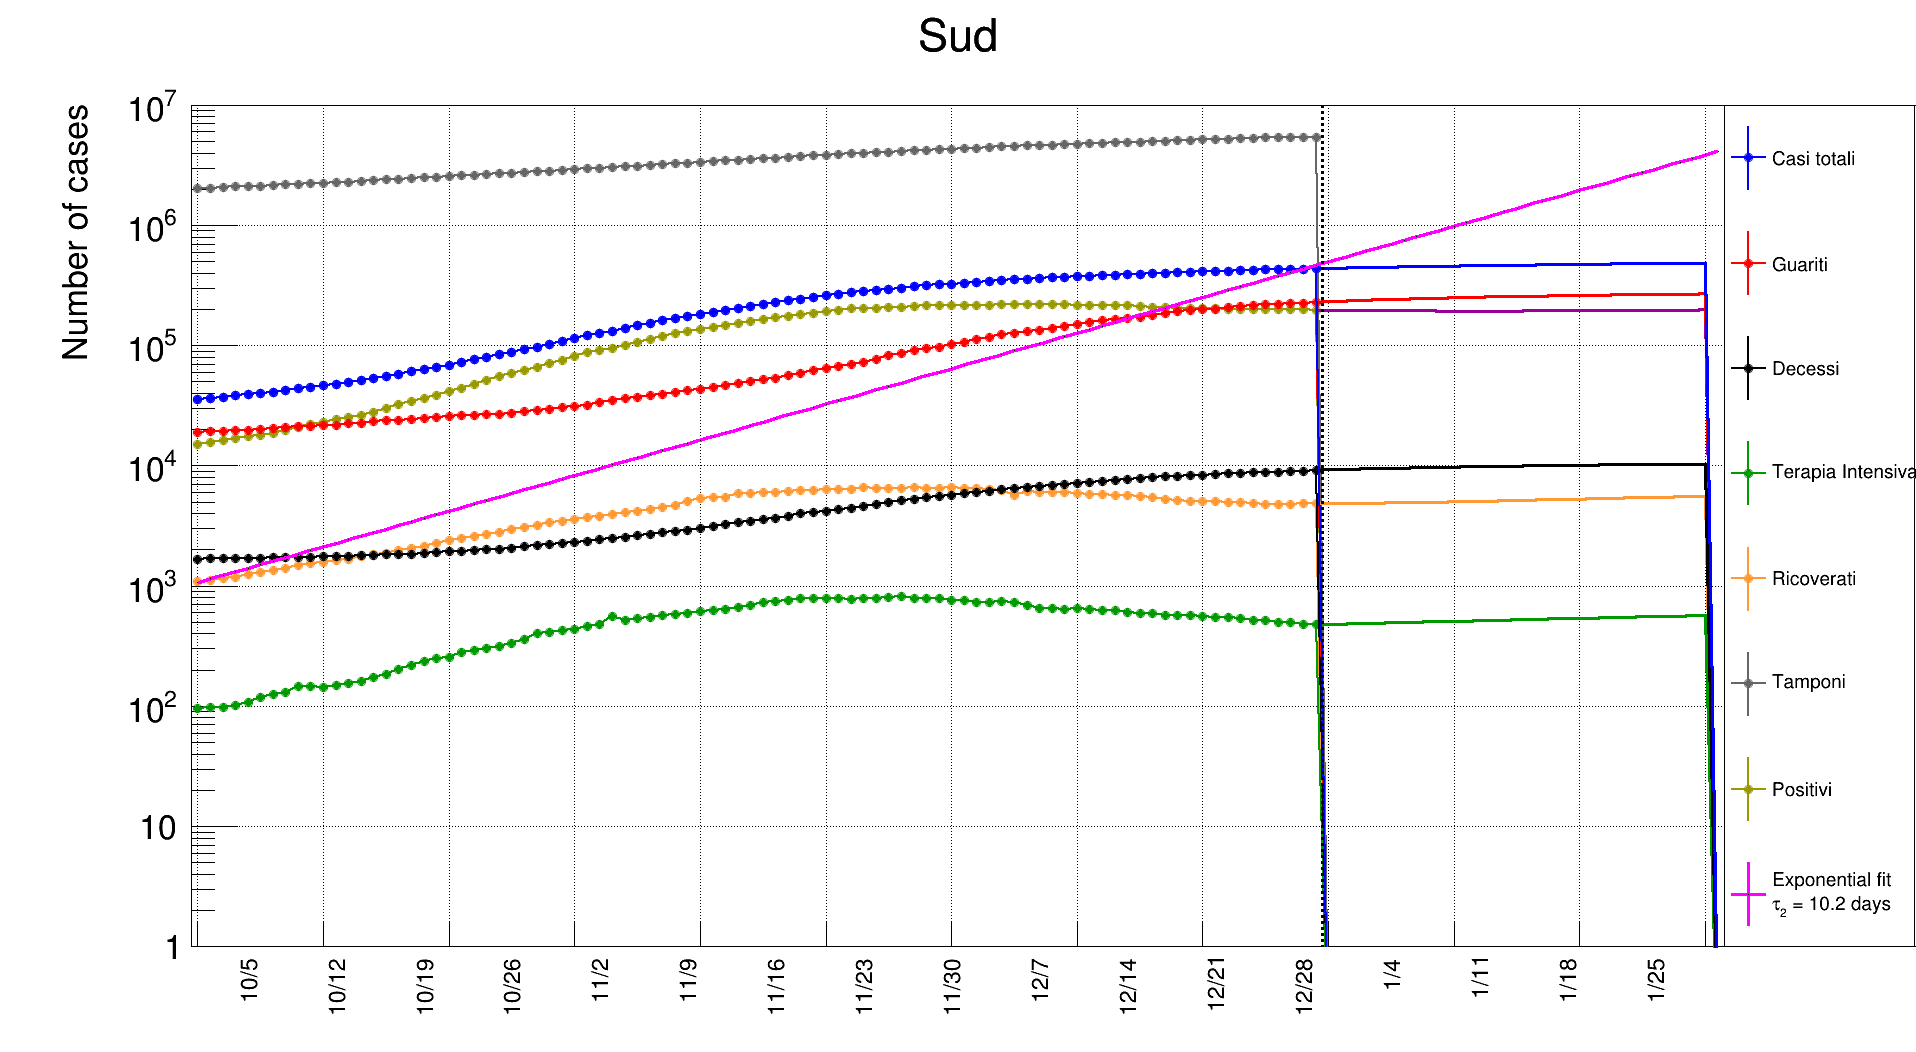 Sud
Number of cases
10^7
10^6
10^5
10^4
10^3
10^2
10
1
10/5
10/12
10/19
10/26
11/2
11/9
11/16
11/23
11/30
12/7
12/14
12/21
12/28
1/4
1/11
1/18
1/25
Casi totali
Guariti
Decessi
Terapia Intensiva
Ricoverati
Tamponi
Positivi
Exponential fit
τ_2 = 10.2 days